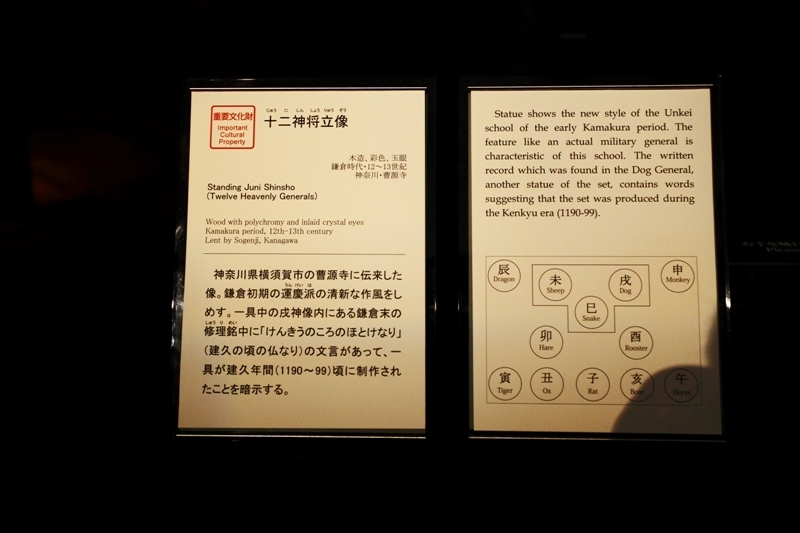 重要文化財
Important
Cultural
Property
じゅう に しん しょう りゅう ぞう
十二神将立像
木造、彩色、玉眼
鎌倉時代・12〜13世紀
神奈川・曹源寺
Standing Juni Shinsho
(Twelve Heavenly Generals)
Wood with polychromy and inlaid crystal eyes
Kamakura period, 12th-13th century
Lent by Sogenji, Kanagawa
神奈川県横須賀市の曹源寺に伝来した
うん けい は
像。鎌倉初期の運慶派の清新な作風をし
めす。一具中の戌神像内にある鎌倉末の
しゅう り めい
修理銘中に「けんきうのころのほとけなり」
(建久の頃の仏なり)の文言があって、一
具が建久年間(1190〜99)頃に制作され
たことを暗示する。
Statue shows the new style of the Unkei
school of the early Kamakura period. The
feature like an actual military general is
characteristic of this school. The written
record which was found in the Dog General,
another statue of the set, contains words
suggesting that the set was produced during
the Kenkyu era (1190-99).
辰 未 戌 申
Dragon Sheep Dog Monkey
巳
Snake
卯 酉
Hare Rooster
寅 丑 子 亥 午
Tiger Ox Rat Boar Horse